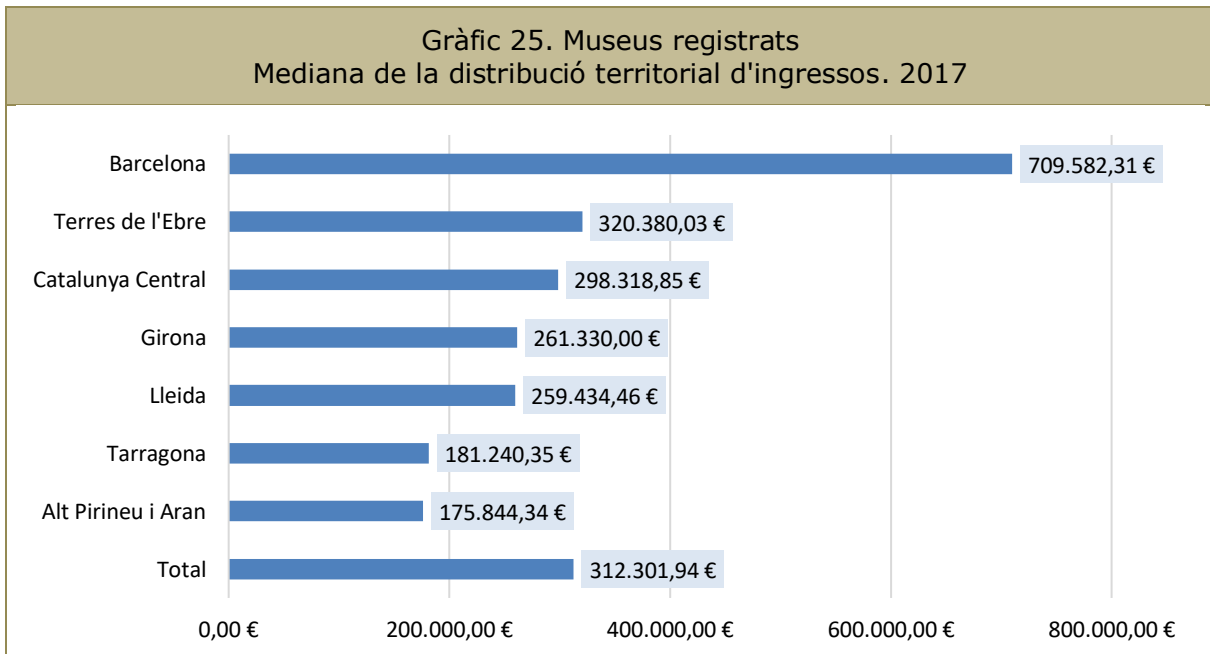 Gràfic 25. Museus registrats
Mediana de la distribució territorial d'ingressos. 2017
Barcelona 709.582,31 €
Terres de l'Ebre 320.380,03 €
Catalunya Central 298.318,85 €
Girona 261.330,00 €
Lleida 259.434,46 €
Tarragona 181.240,35 €
Alt Pirineu i Aran 175.844,34 €
Total 312.301,94 €
0,00 € 200.000,00 € 400.000,00 € 600.000,00 € 800.000,00 €